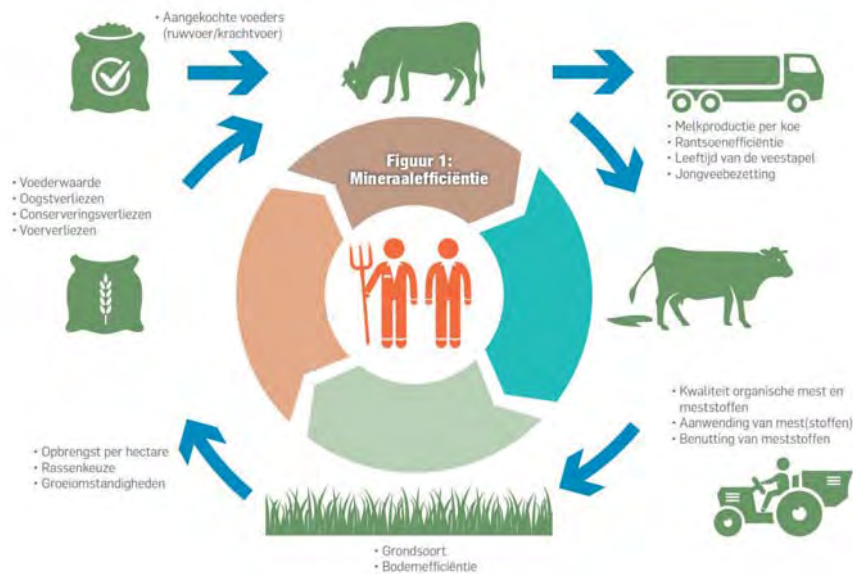 • Aangekochte voeders
(ruwvoer/krachtvoer)
Figuur 1:
Mineraalefficiëntie
• Melkproductie per koe
• Rantsoenefficiëntie
• Leeftijd van de veestapel
• Jongveebezetting
• Voederwaarde
• Oogstverliezen
• Conserveringsverliezen
• Voerverliezen
• Kwaliteit organische mest en
meststoffen
• Aanwending van mest(stoffen)
• Benutting van meststoffen
• Opbrengst per hectare
• Rassenkeuze
• Groeiomstandigheden
• Grondsoort
• Bodemefficiëntie